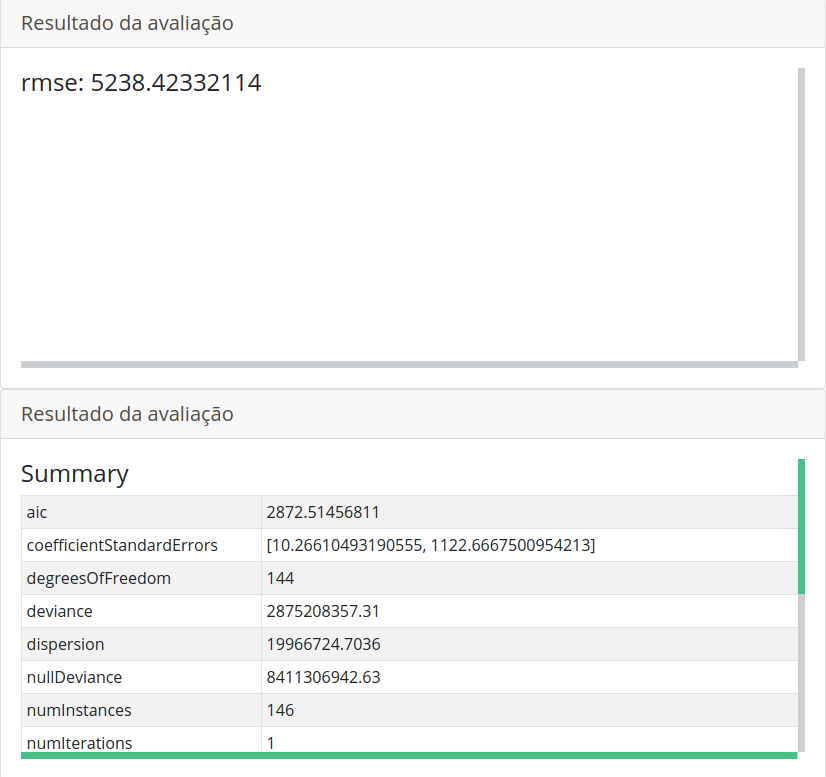 Resultado da avaliação
rmse: 5238.42332114
Resultado da avaliação
Summary
aic 2872.51456811
coefficientStandardErrors [10.26610493190555, 1122.6667500954213]
degreesOfFreedom 144
deviance 2875208357.31
dispersion 19966724.7036
nullDeviance 8411306942.63
numInstances 146
numIterations 1